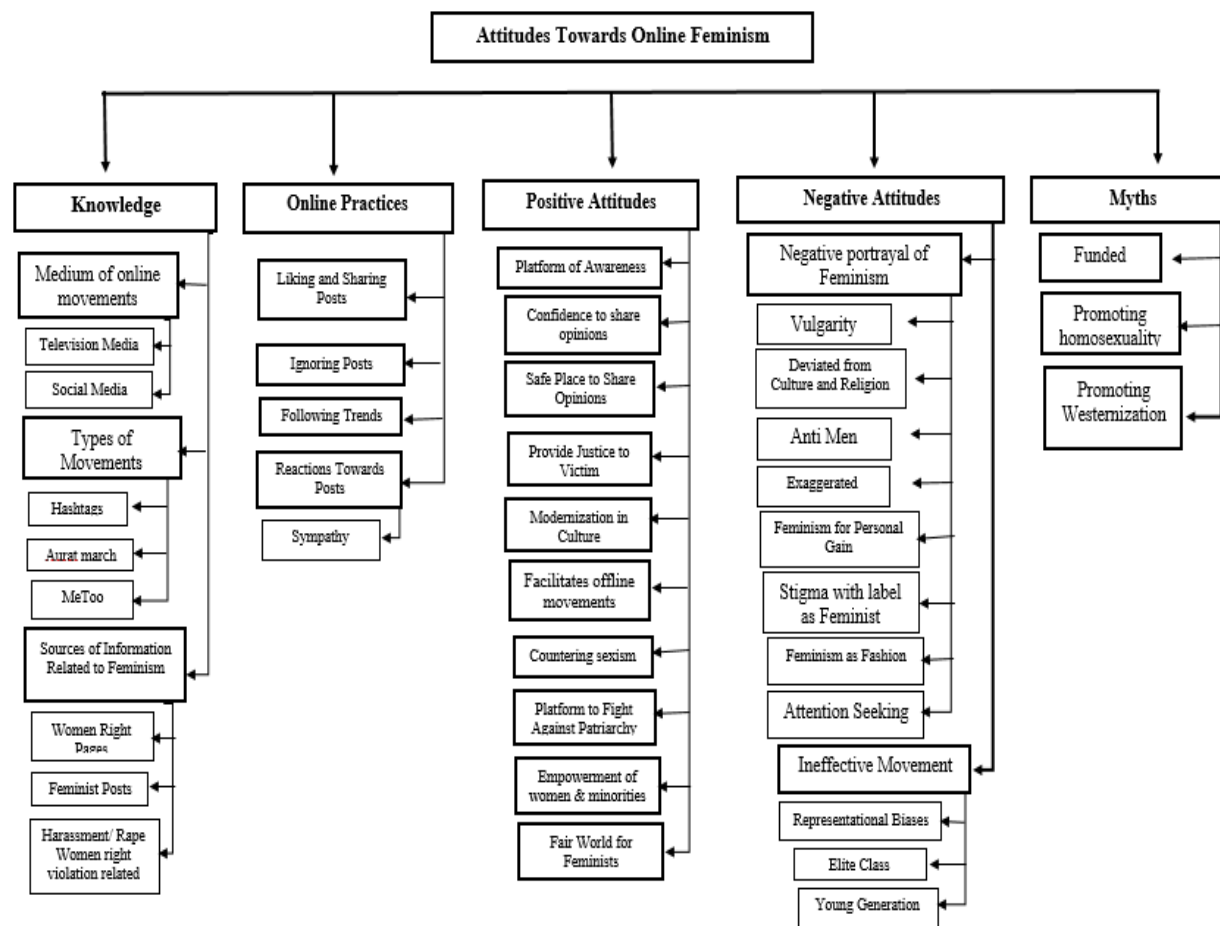 Attitudes Towards Online Feminism
Knowledge
Medium of online
movements
Television Media
Social Media
Types of
Movements
Hashtags
Aurat march
MeToo
Sources of Information
Related to Feminism
Women Right
Pages
Feminist Posts
Harassment/ Rape
Women right
violation related
Online Practices
Liking and Sharing
Posts
Ignoring Posts
Following Trends
Reactions Towards
Posts
Sympathy
Positive Attitudes
Platform of Awareness
Confidence to share
opinions
Safe Place to Share
Opinions
Provide Justice to
Victim
Modernization in
Culture
Facilitates offline
movements
Countering sexism
Platform to Fight
Against Patriarchy
Empowerment of
women & minorities
Fair World for
Feminists
Negative Attitudes
Negative portrayal of
Feminism
Vulgarity
Deviated from
Culture and Religion
Anti Men
Exaggerated
Feminism for Personal
Gain
Stigma with label
as Feminist
Feminism as Fashion
Attention Seeking
Ineffective Movement
Representational Biases
Elite Class
Young Generation
Myths
Funded
Promoting
homosexuality
Promoting
Westernization